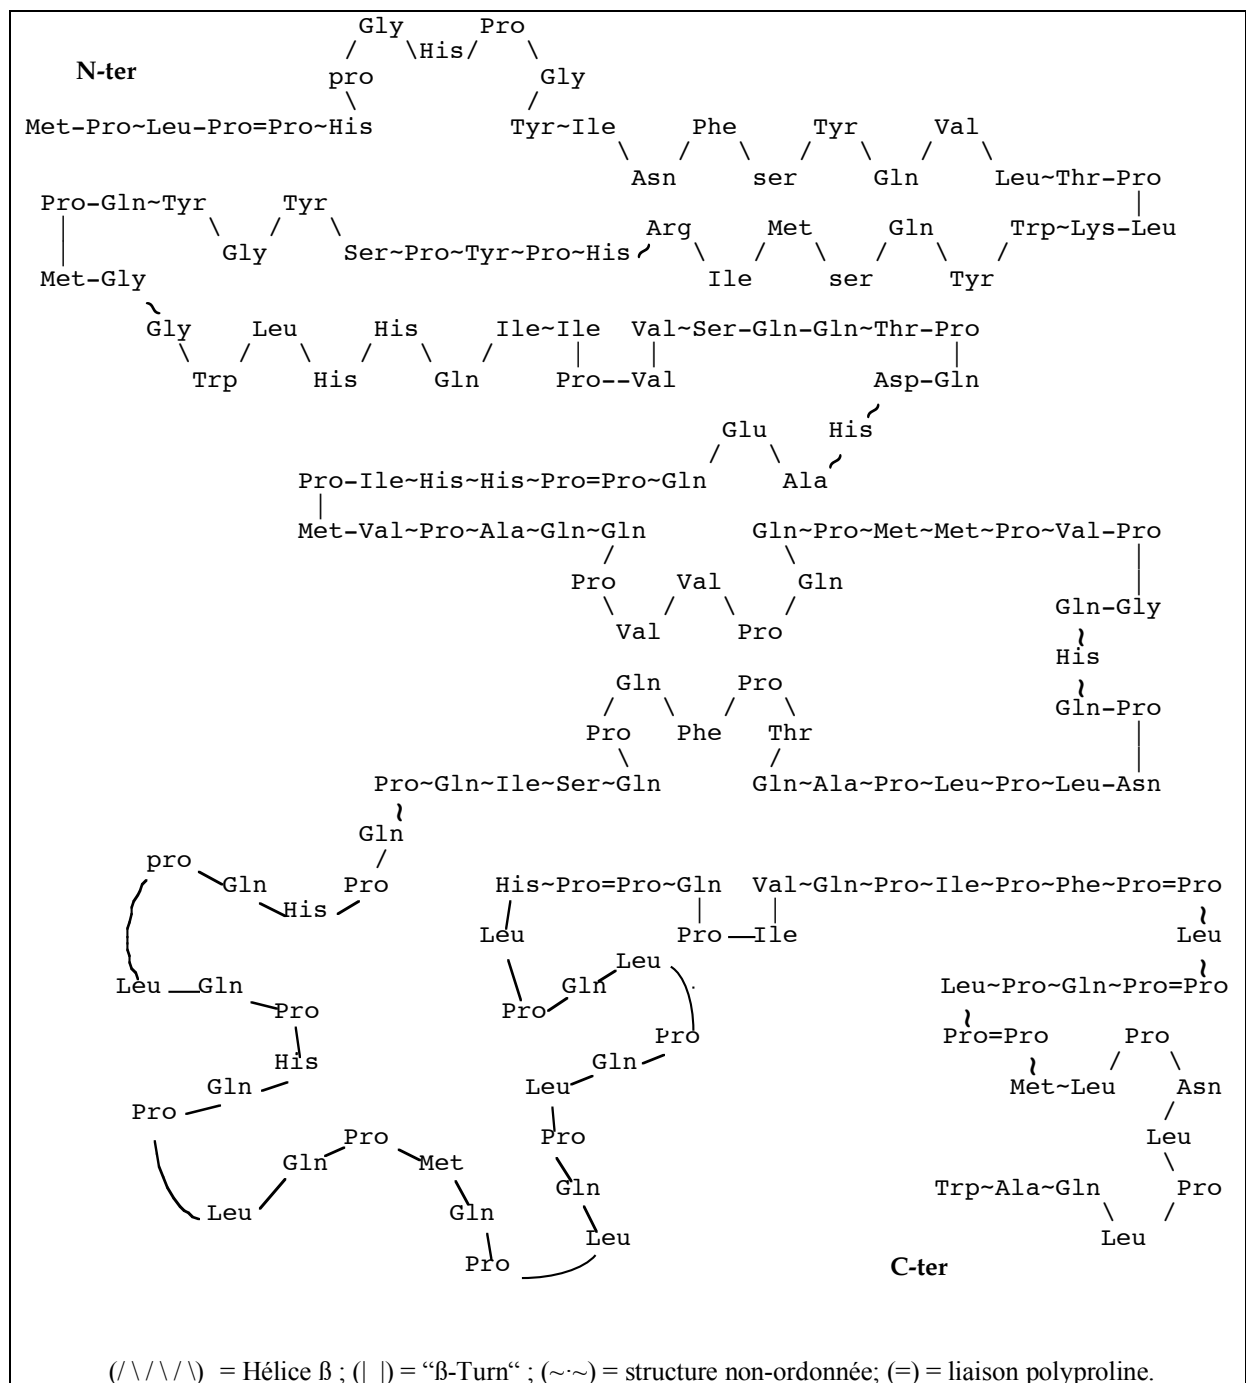 Gly Pro
/ \His/ \
N-ter pro Gly
\ /
Met-Pro~Leu-Pro=Pro~His Tyr~Ile Phe Tyr Val
\ / \ / \ / \
Asn ser Gln Leu~Thr-Pro
Pro-Gln~Tyr Tyr |
| \ / \ Arg Met Gln Trp~Lys-Leu
Gly Ser~Pro~Tyr~Pro~His~ \ / \ / \ /
Met-Gly Ile ser Tyr
~
Gly Leu His Ile~Ile Val~Ser-Gln-Gln~Thr-Pro
\ / \ / \ / | | |
Trp His Gln Pro--Val Asp-Gln
~
Glu His
/ \ ~
Pro-Ile~His~His~Pro=Pro~Gln Ala
|
Met-Val~Pro~Ala~Gln~Gln Gln~Pro~Met~Met~Pro~Val-Pro
/ \ |
Pro Val Gln |
\ / \ / Gln-Gly
Val Pro ~
His
Gln Pro ~
/ \ / \ Gln-Pro
Pro Phe Thr |
\ / |
Pro~Gln~Ile~Ser~Gln Gln~Ala~Pro~Leu~Pro~Leu-Asn
~
Gln
pro /
Gln Pro His~Pro=Pro~Gln Val~Gln~Pro~Ile~Pro~Phe~Pro=Pro
His | | ~
Leu Pro—Ile Leu
Leu ~
Leu—Gln Gln Leu~Pro~Gln~Pro=Pro
Pro Pro ~
Pro Pro=Pro Pro
His Gln ~ / \
Gln Leu Met~Leu Asn
Pro /
Pro Pro Leu
Gln Met \
Gln Trp~Ala~Gln Pro
Leu Gln \ /
Leu Leu
Pro C-ter
(/ \ / \ / \ / \) = Hélice ß ; (|_|) = “ß-Turn“ ; (~·~) = structure non-ordonnée; (=) = liaison polyproline.